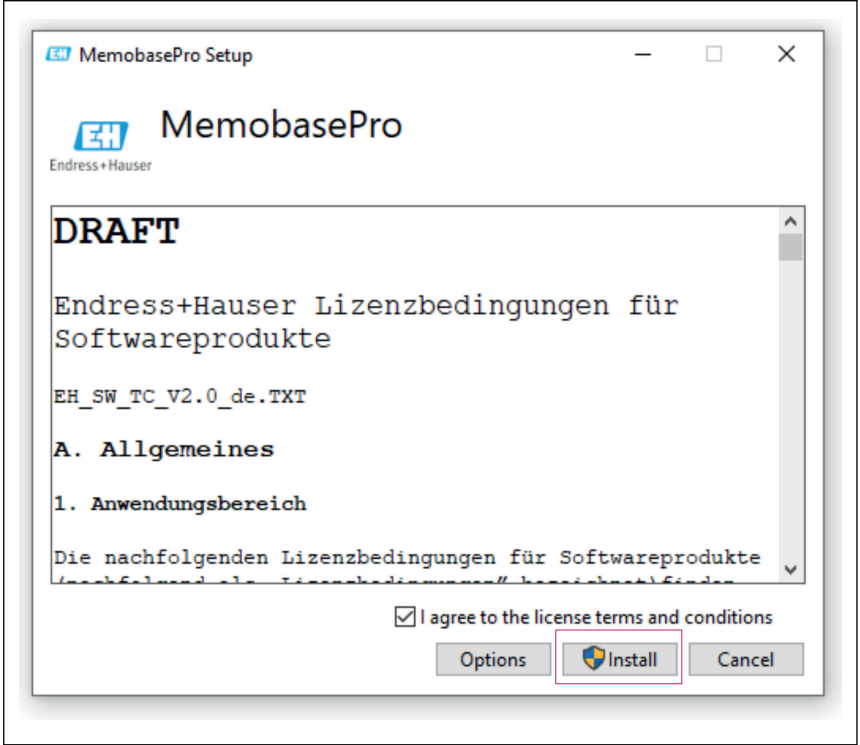 MemobasePro Setup
EH
MemobasePro
Endress+Hauser
DRAFT
Endress+Hauser Lizenzbedingungen für
Softwareprodukte
EH_SW_TC_V2.0_de.TXT
A. Allgemeines
1. Anwendungsbereich
Die nachfolgenden Lizenzbedingungen für Softwareprodukte
I agree to the license terms and conditions
Options
Install
Cancel